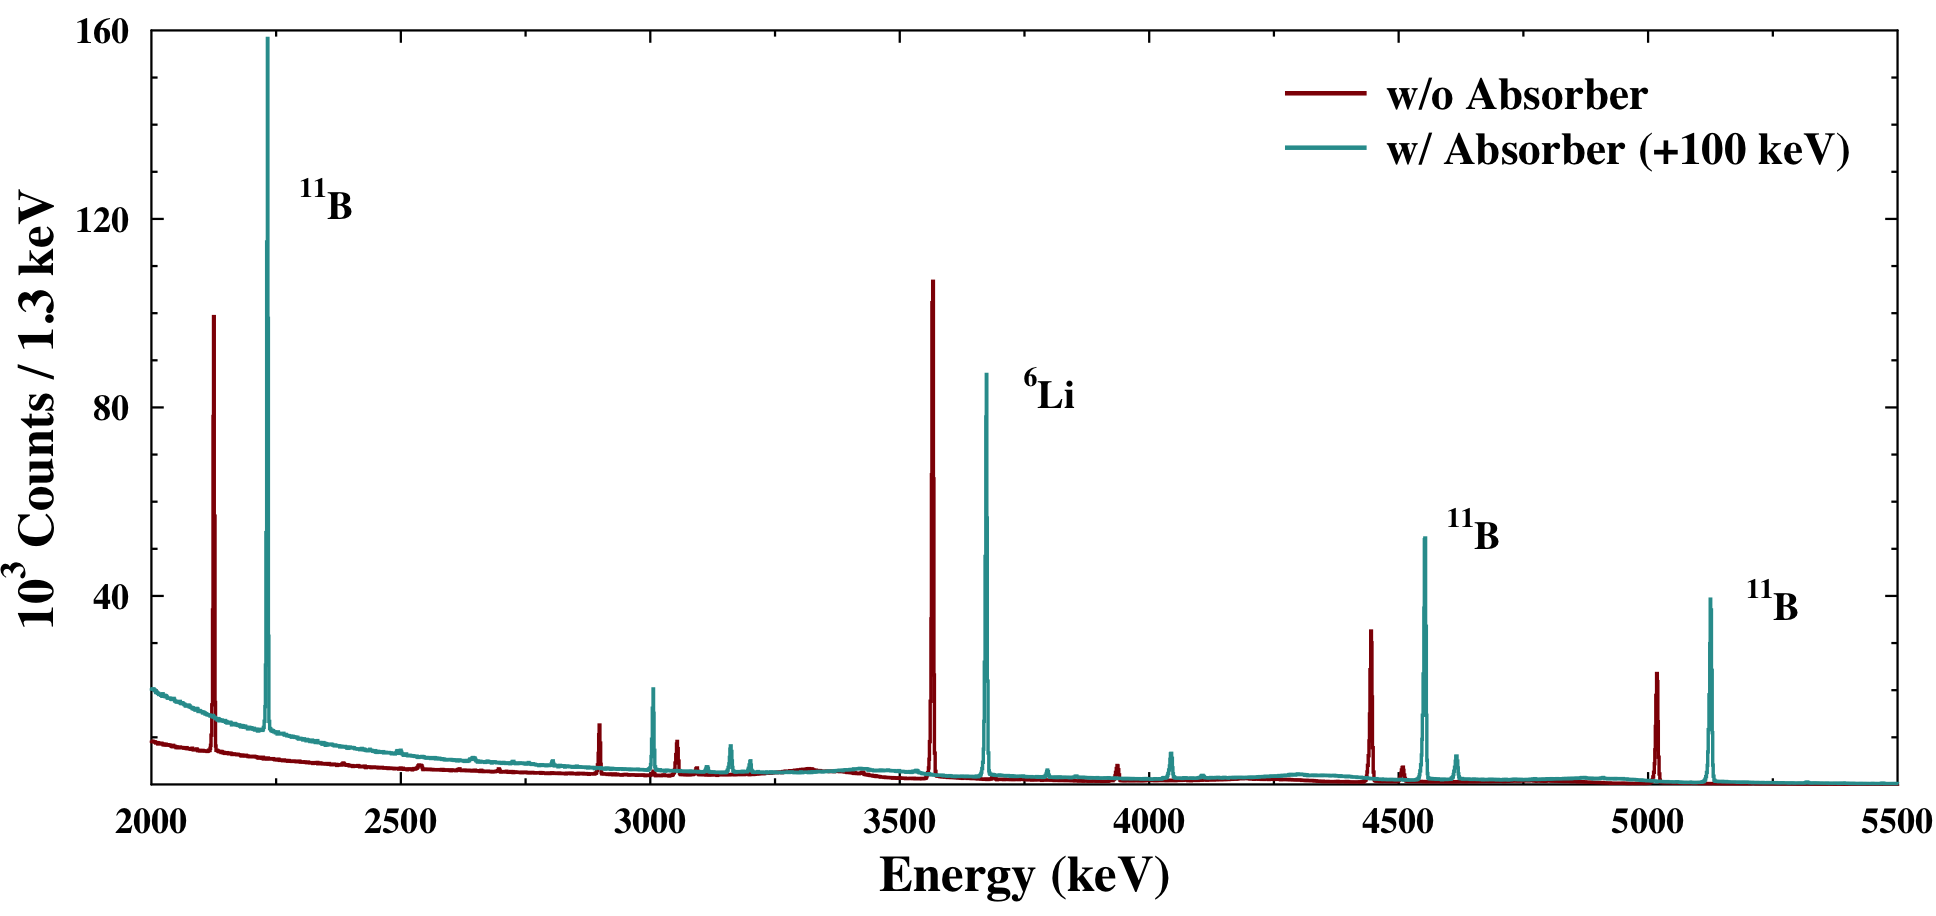 160
120
80
40
10³ Counts / 1.3 keV
w/o Absorber
w/ Absorber (+100 keV)
¹¹B
⁶Li
¹¹B
¹¹B
2000 2500 3000 3500 4000 4500 5000 5500
Energy (keV)